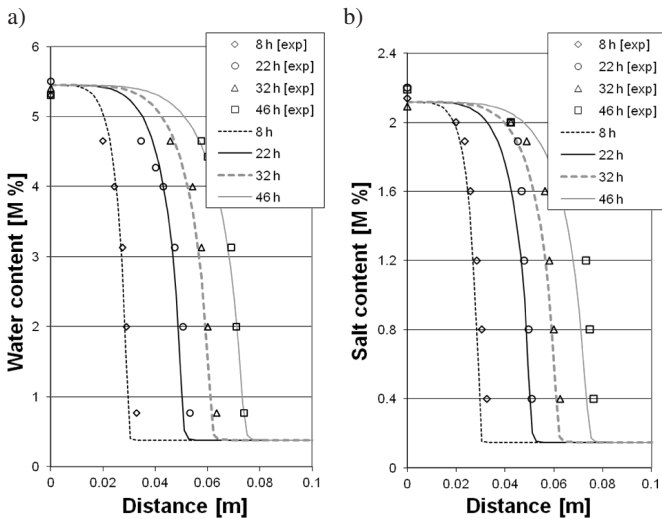 a)
6
5
4
3
2
1
0
Water content [M %]
0
0.02
0.04
0.06
0.08
0.1
Distance [m]
8 h [exp]
22 h [exp]
32 h [exp]
46 h [exp]
8 h
22 h
32 h
46 h
b)
2.4
2
1.6
1.2
0.8
0.4
0
Salt content [M %]
0
0.02
0.04
0.06
0.08
0.1
Distance [m]
8 h [exp]
22 h [exp]
32 h [exp]
46 h [exp]
8 h
22 h
32 h
46 h